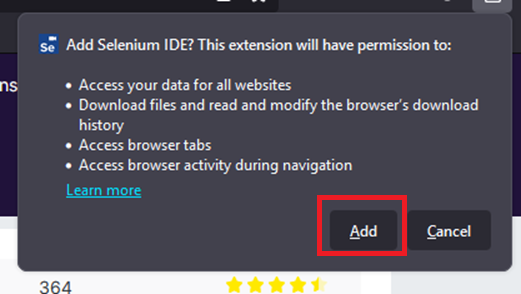 Add Selenium IDE? This extension will have permission to:
Se
ns
• Access your data for all websites
• Download files and read and modify the browser's download
history
• Access browser tabs
• Access browser activity during navigation
Learn more
Add
Cancel
364